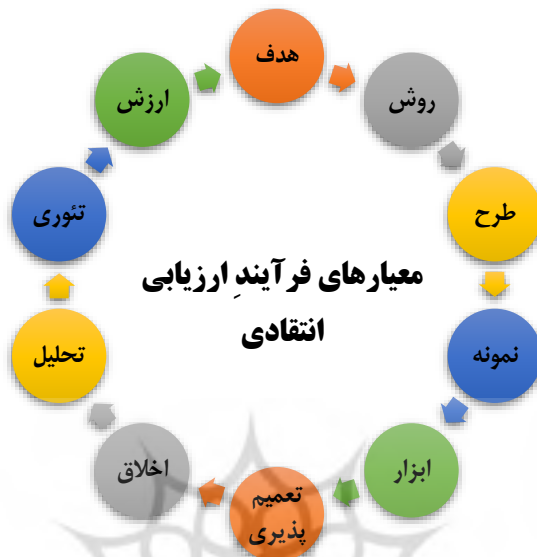 هدف
روش
طرح
نمونه
ابزار
تعمیم
پذیری
اخلاق
تحلیل
تئوری
ارزش
معیارهای فرآیندِ ارزیابی
انتقادی